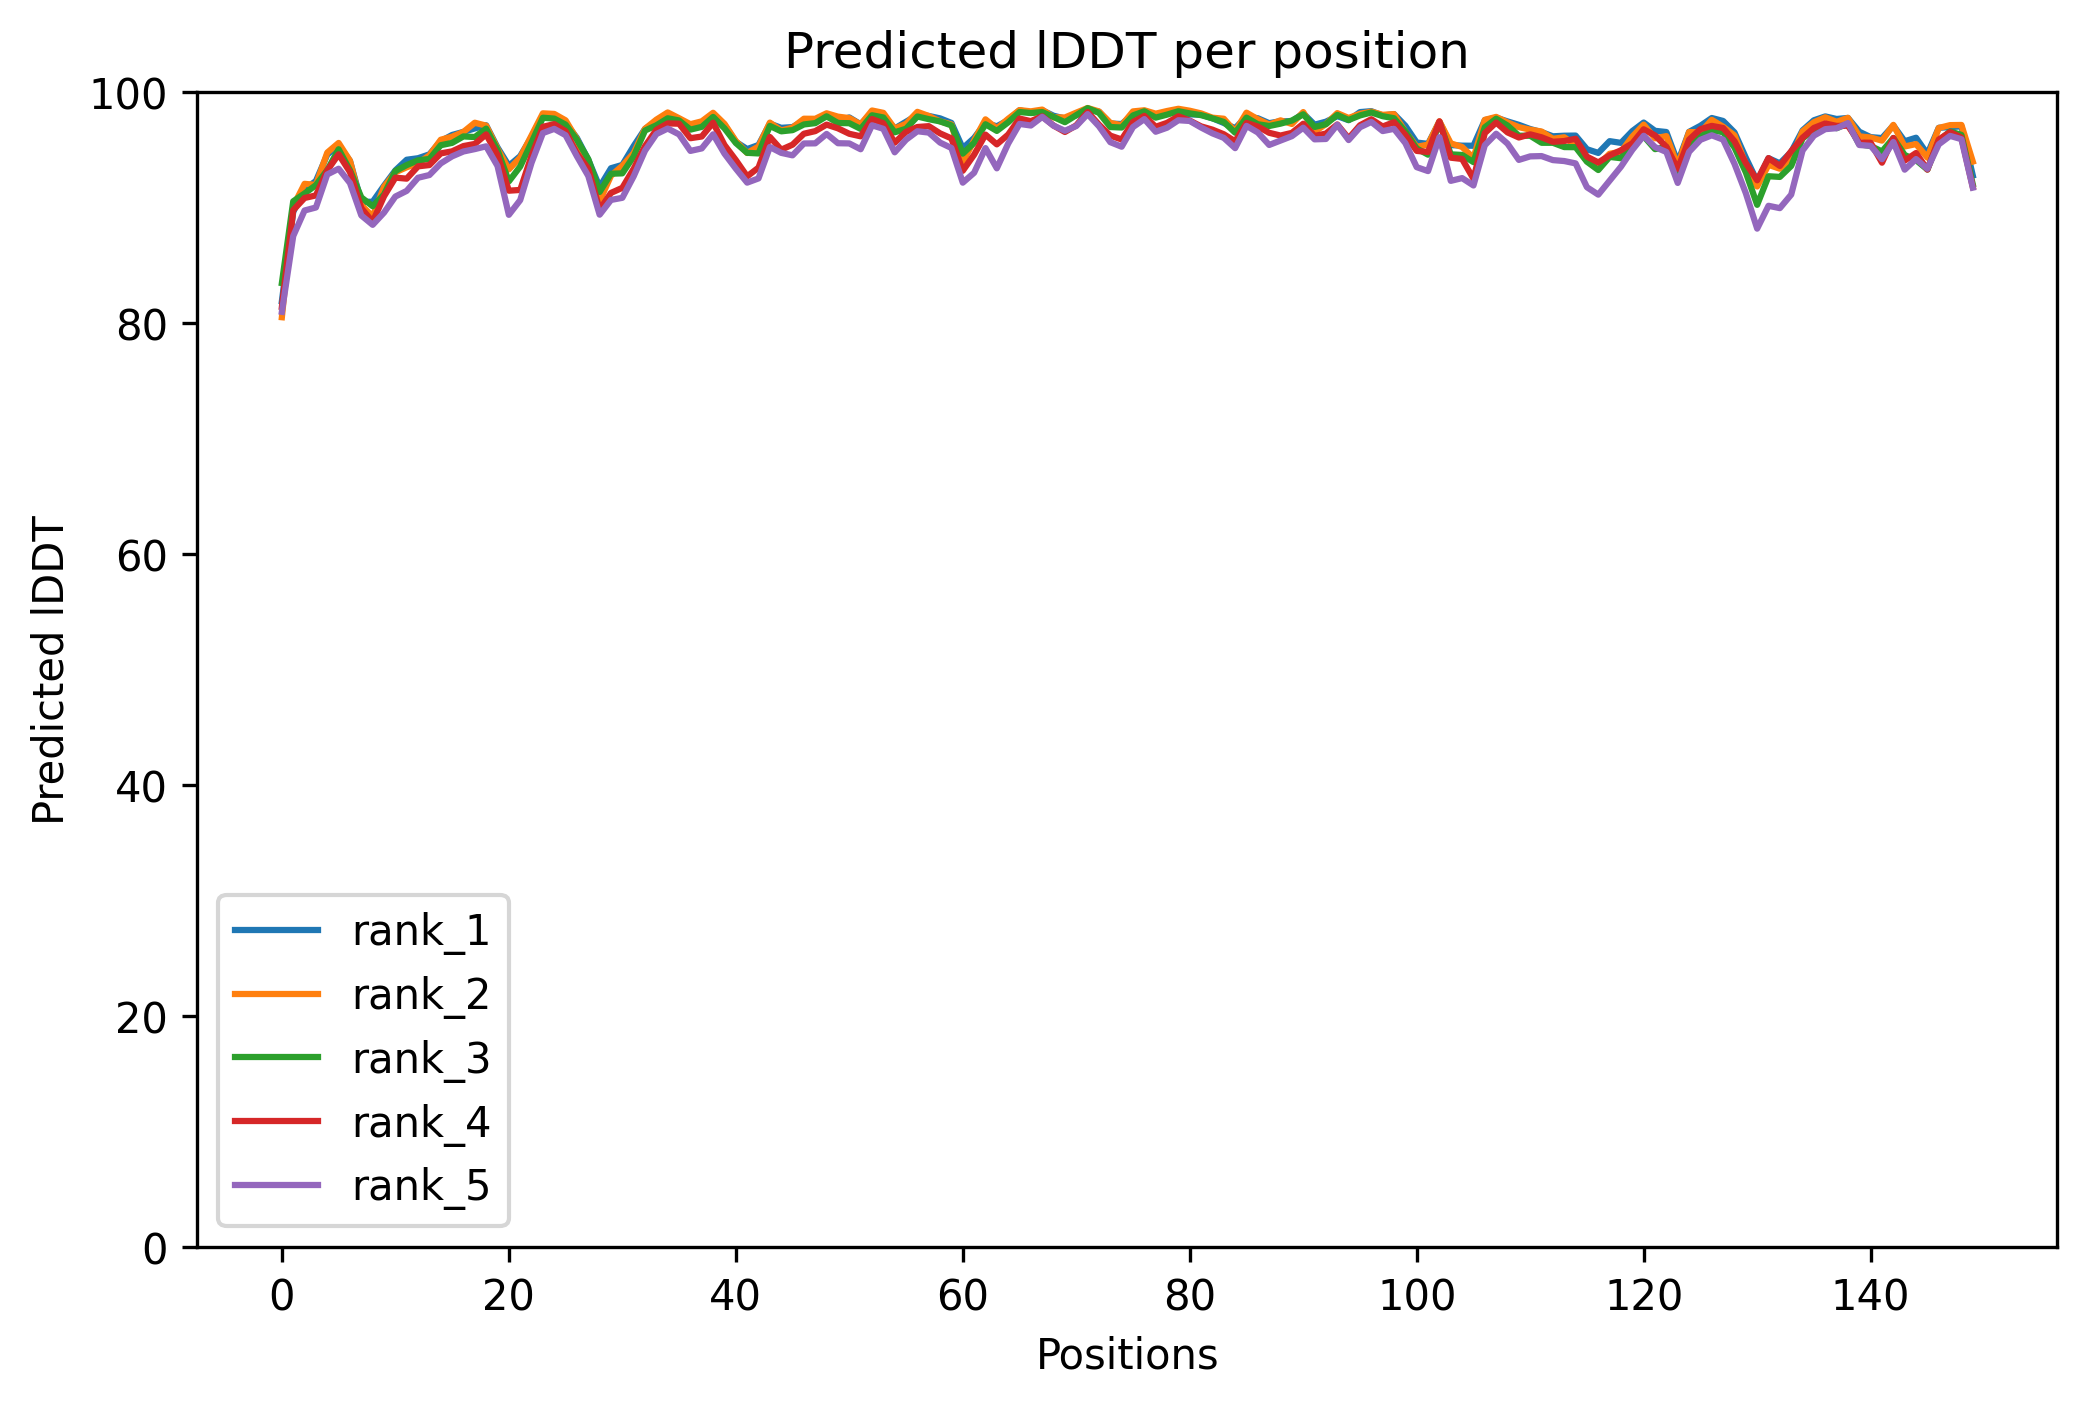 Predicted lDDT per position
100
80
60
40
20
0
Predicted lDDT
rank_1
rank_2
rank_3
rank_4
rank_5
0 20 40 60 80 100 120 140
Positions